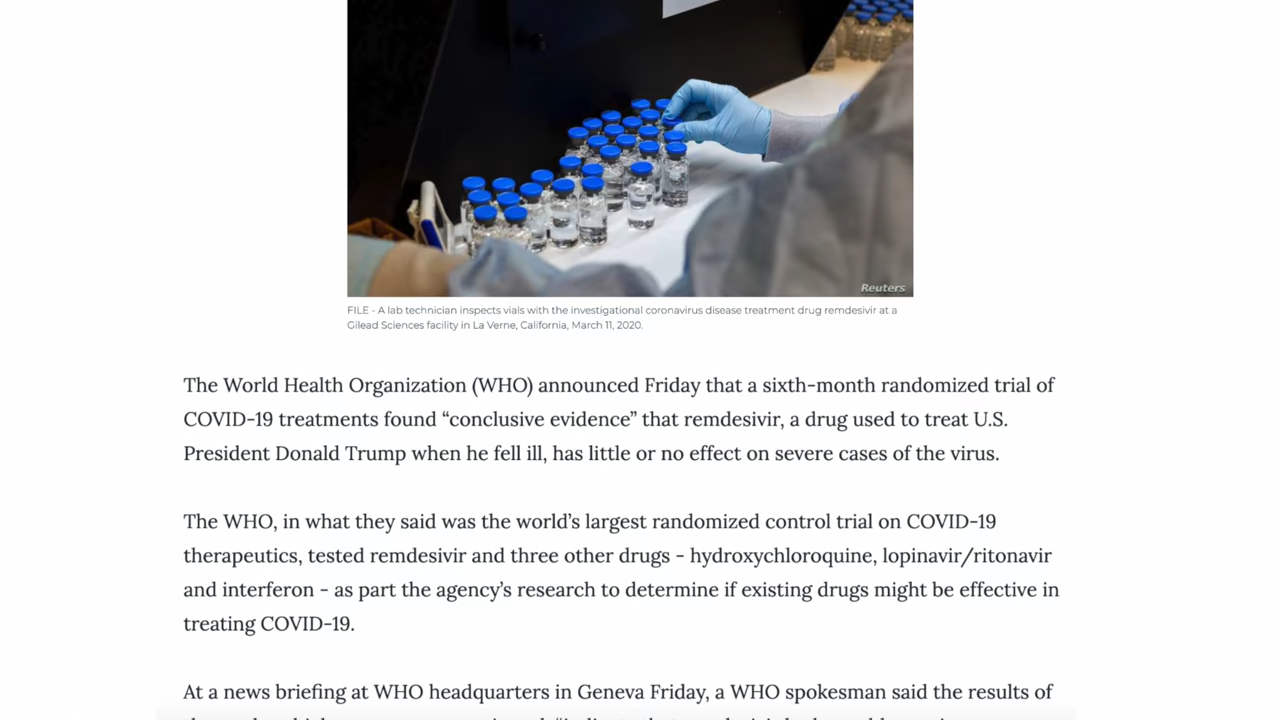 Reuters
FILE - A lab technician inspects vials with the investigational coronavirus disease treatment drug remdesivir at a
Gilead Sciences facility in La Verne, California, March 11, 2020.
The World Health Organization (WHO) announced Friday that a sixth-month randomized trial of
COVID-19 treatments found “conclusive evidence” that remdesivir, a drug used to treat U.S.
President Donald Trump when he fell ill, has little or no effect on severe cases of the virus.
The WHO, in what they said was the world’s largest randomized control trial on COVID-19
therapeutics, tested remdesivir and three other drugs - hydroxychloroquine, lopinavir/ritonavir
and interferon - as part the agency’s research to determine if existing drugs might be effective in
treating COVID-19.
At a news briefing at WHO headquarters in Geneva Friday, a WHO spokesman said the results of